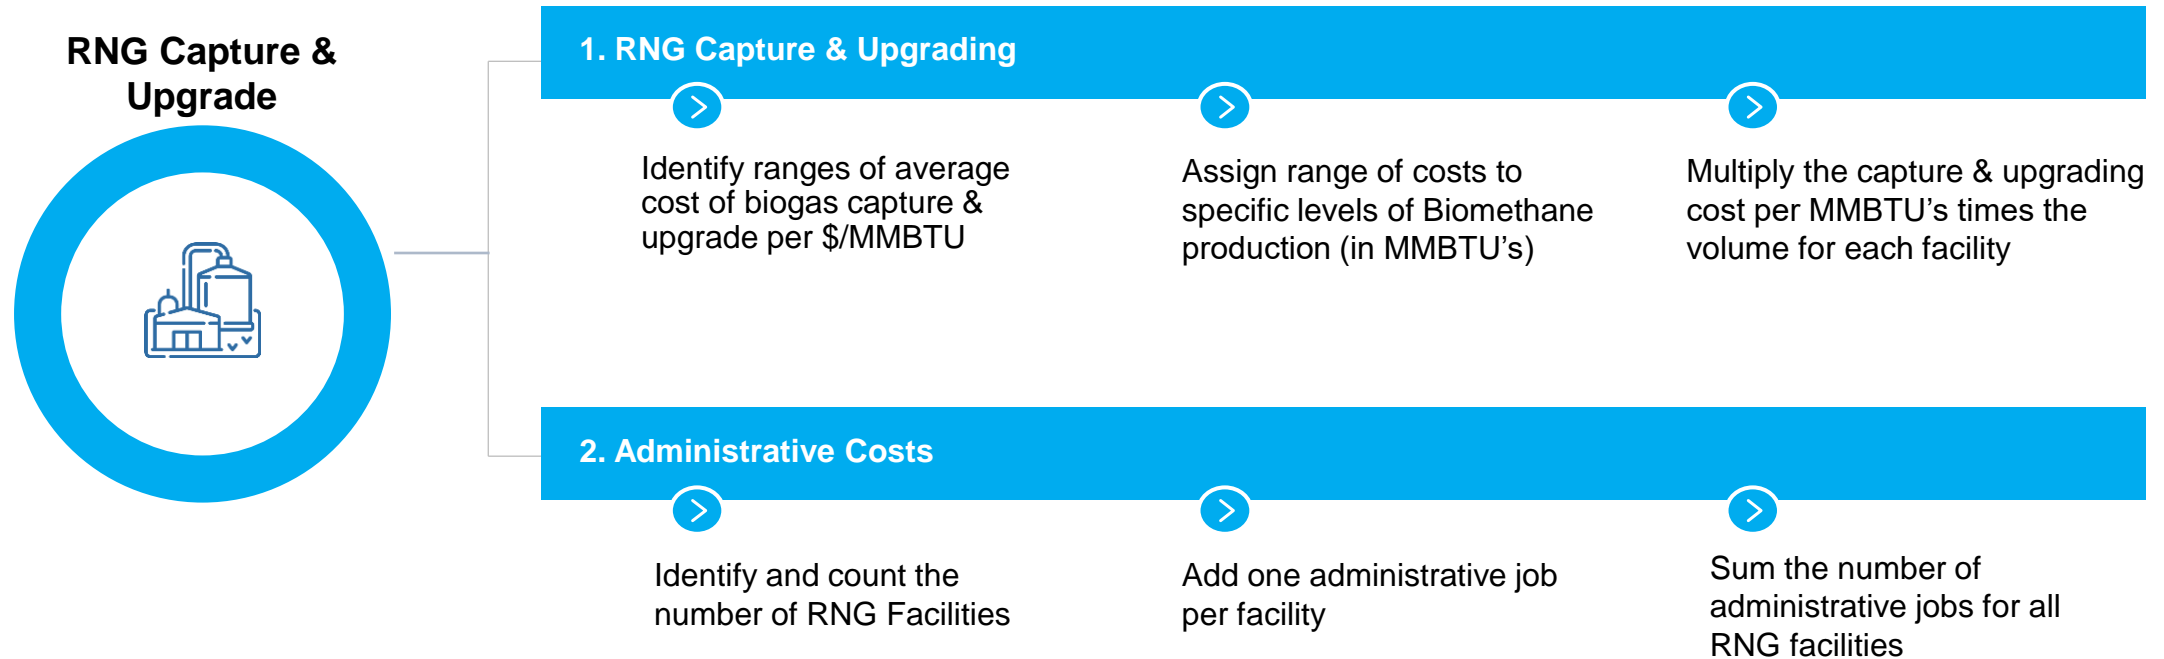 RNG Capture &
Upgrade
1. RNG Capture & Upgrading
Identify ranges of average
cost of biogas capture &
upgrade per $/MMBTU
Assign range of costs to
specific levels of Biomethane
production (in MMBTU's)
Multiply the capture & upgrading
cost per MMBTU's times the
volume for each facility
2. Administrative Costs
Identify and count the
number of RNG Facilities
Add one administrative job
per facility
Sum the number of
administrative jobs for all
RNG facilities